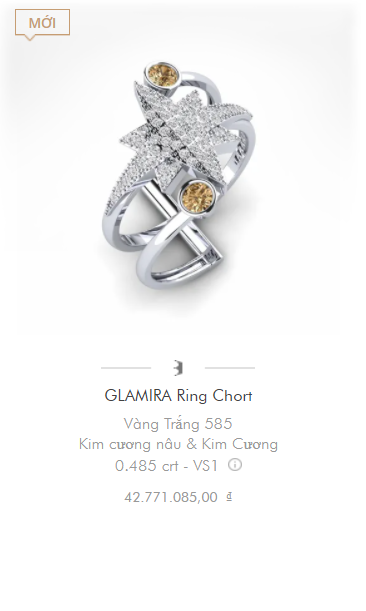 MỚI
GLAMIRA Ring Chort
Vàng Trắng 585
Kim cương nâu & Kim Cương
0.485 crt - VS1
42.771.085,00 ₫